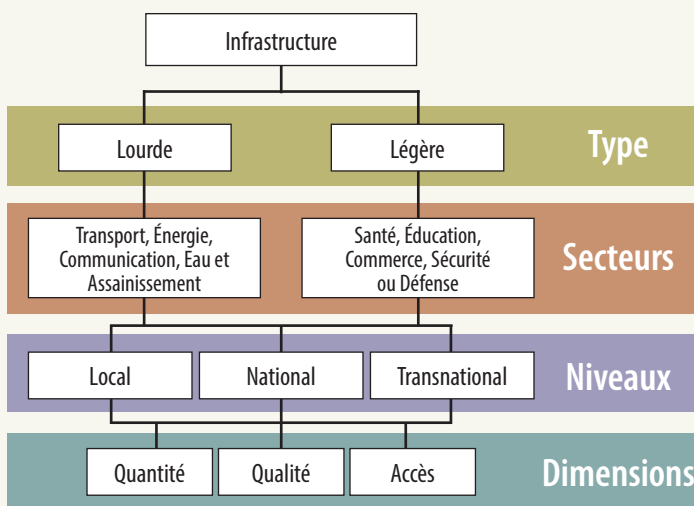 Infrastructure
Lourde
Légère
Type
Transport, Énergie,
Communication, Eau et
Assainissement
Santé, Éducation,
Commerce, Sécurité
ou Défense
Secteurs
Local
National
Transnational
Niveaux
Quantité
Qualité
Accès
Dimensions